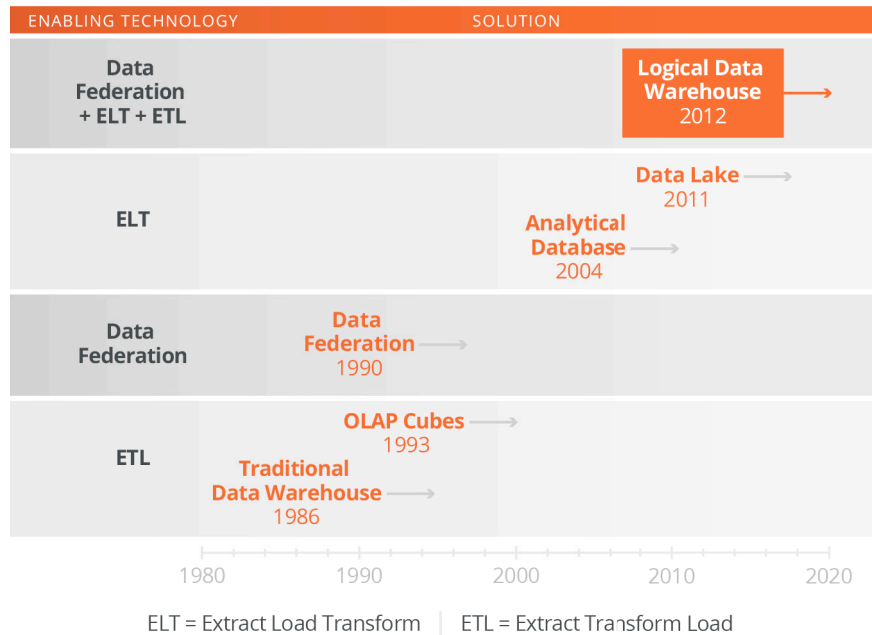 ENABLING TECHNOLOGY
SOLUTION
Data
Federation
+ ELT + ETL
Logical Data
Warehouse
2012
ELT
Data Lake
2011
Analytical
Database
2004
Data
Federation
Data
Federation
1990
ETL
OLAP Cubes
1993
Traditional
Data Warehouse
1986
1980
1990
2000
2010
2020
ELT = Extract Load Transform
ETL = Extract Transform Load